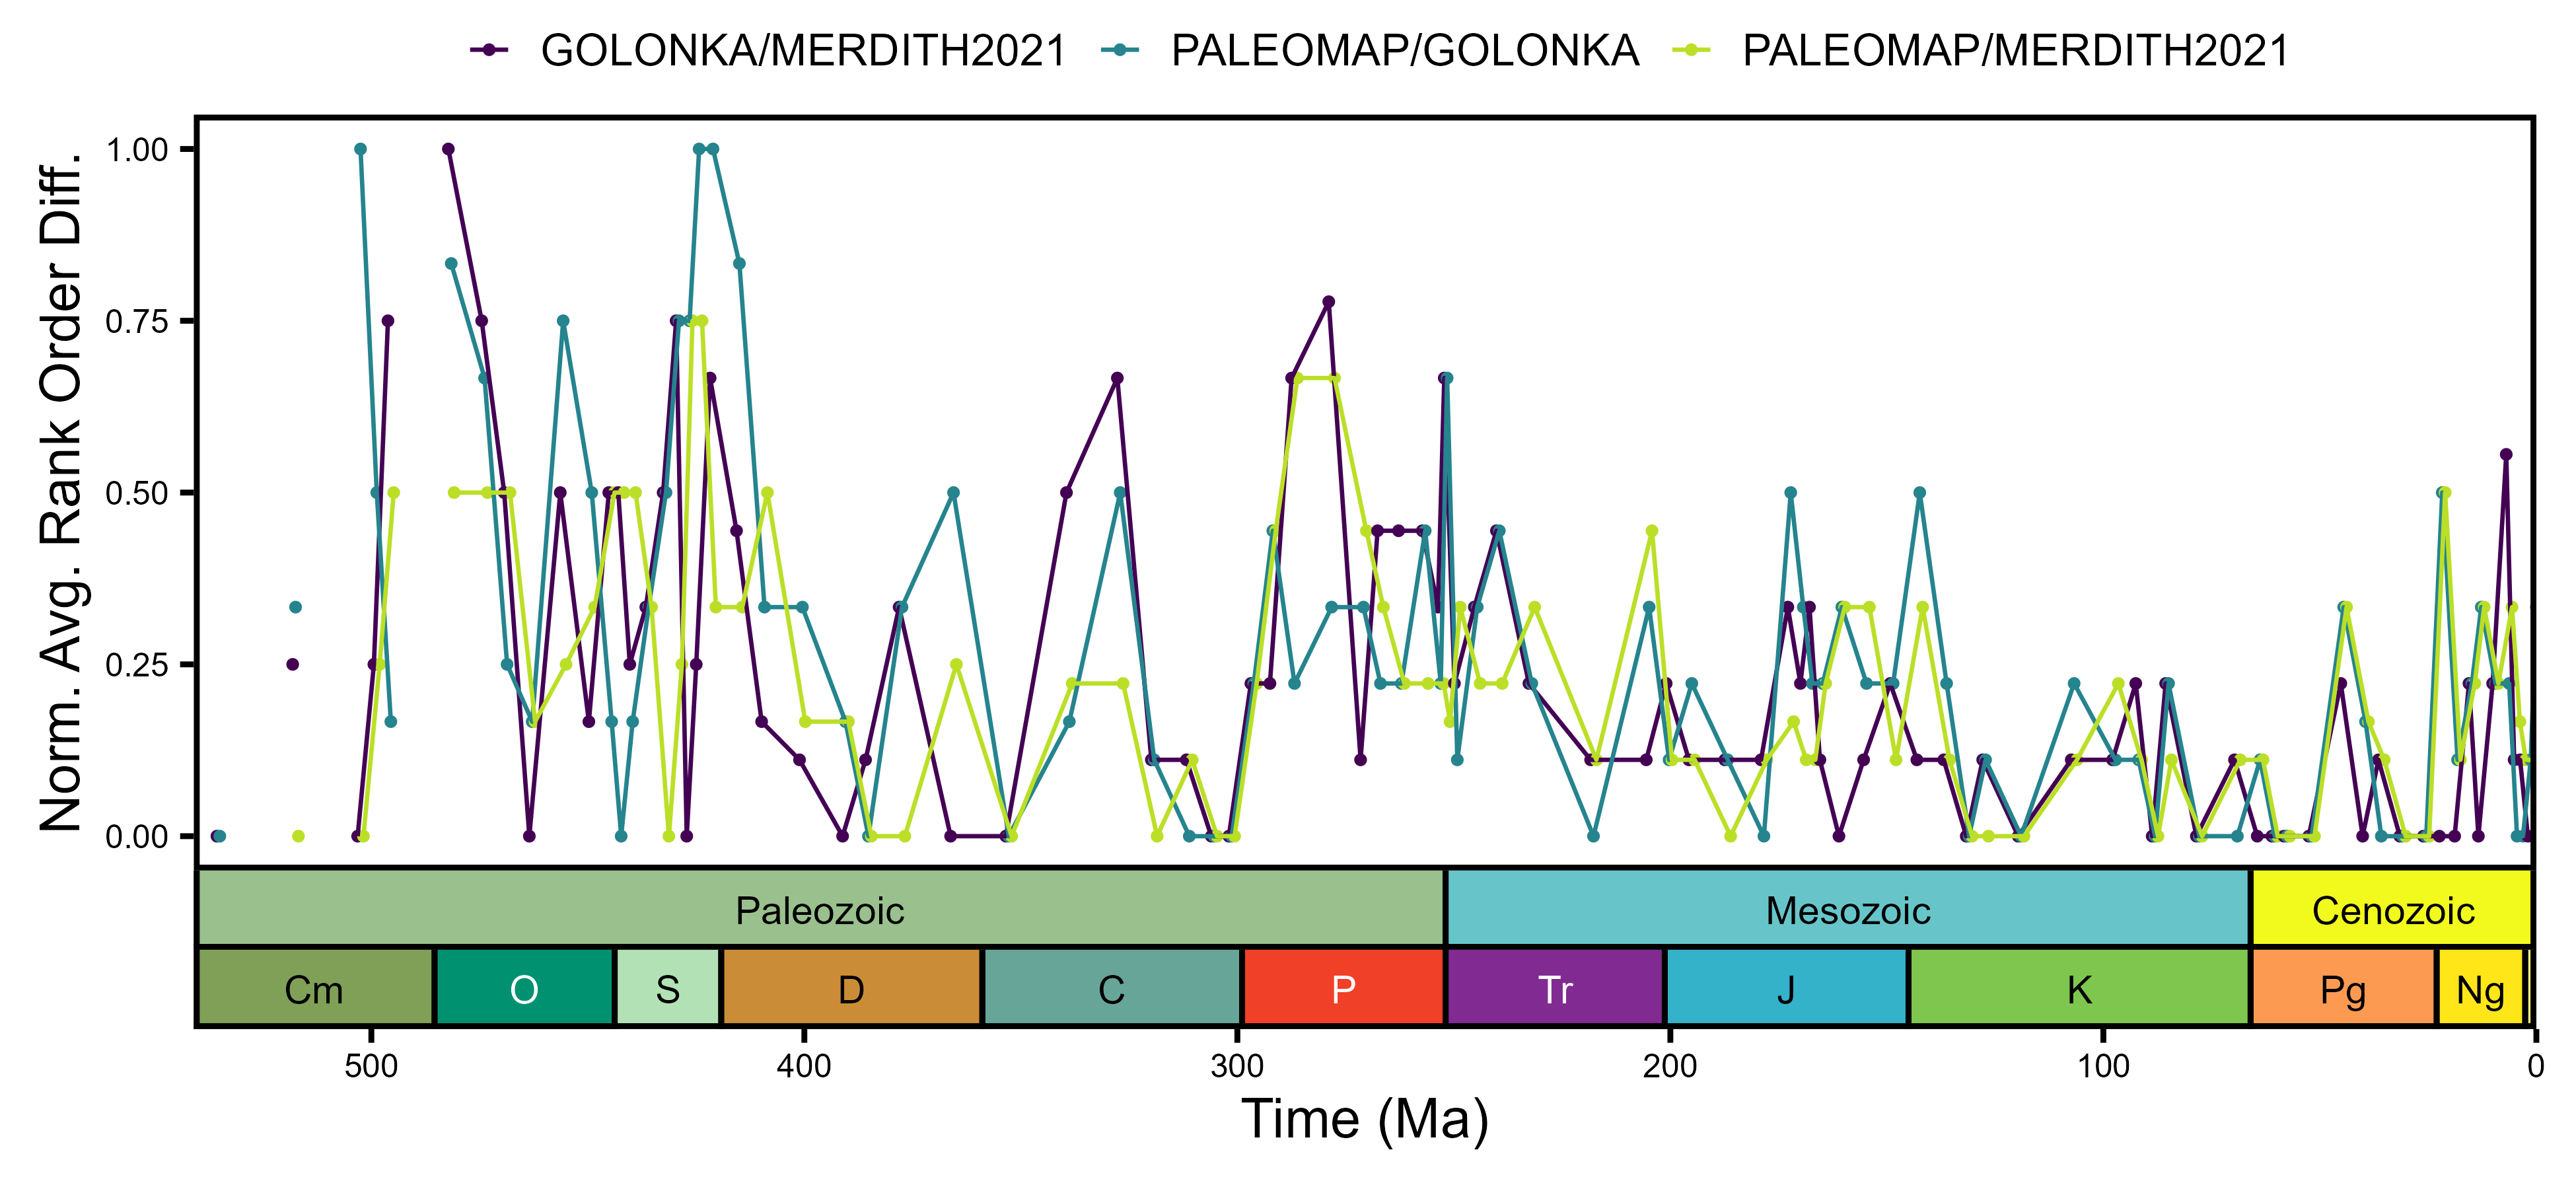 GOLONKA/MERDITH2021 PALEOMAP/GOLONKA PALEOMAP/MERDITH2021
Norm. Avg. Rank Order Diff.
1.00
0.75
0.50
0.25
0.00
Paleozoic Mesozoic Cenozoic
Cm O S D C P Tr J K Pg Ng
500 400 300 200 100 0
Time (Ma)